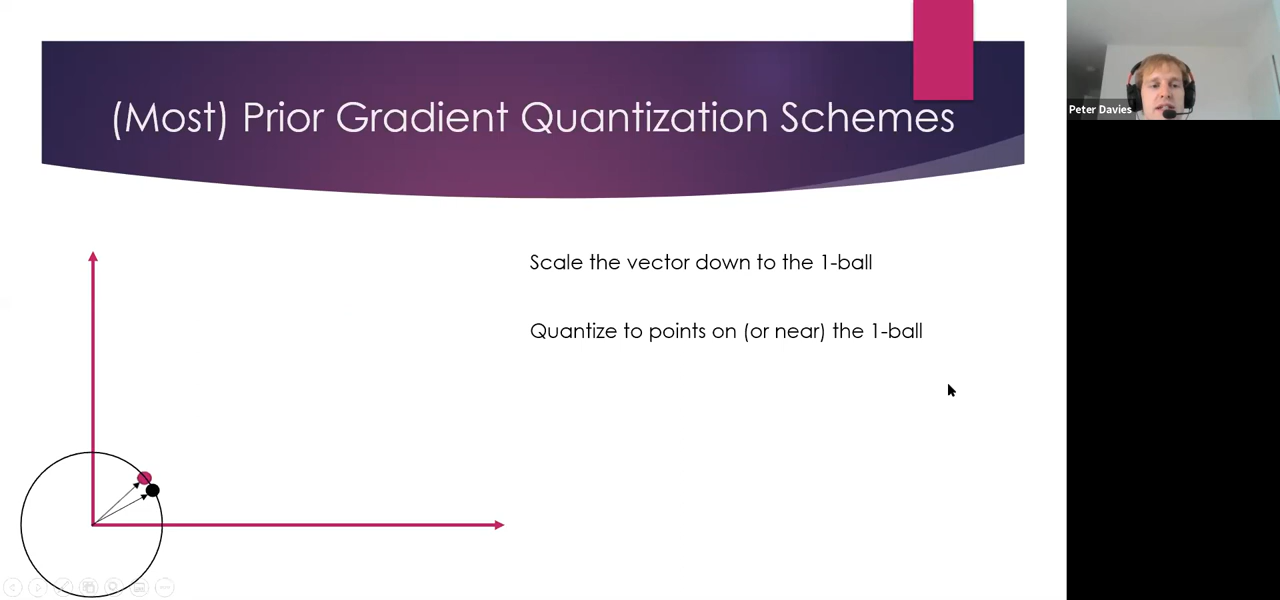 (Most) Prior Gradient Quantization Schemes
Peter Davies
Scale the vector down to the 1-ball
Quantize to points on (or near) the 1-ball